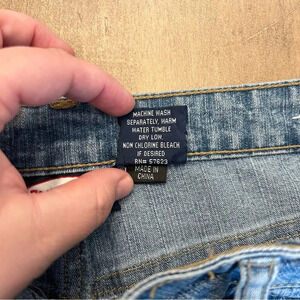 MACHINE WASH
SEPARATELY, WARM
WATER TUMBLE
DRY LOW.
NON CHLORINE BLEACH
IF DESIRED
RN# 57623
MADE IN
CHINA